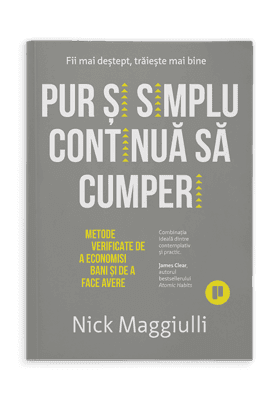 Fii mai deștept, trăiește mai bine
PUR ȘI SIMPLU
CONTINUĂ SĂ
CUMPERI
METODE
VERIFICATE DE
A ECONOMISI
BANI ȘI DE A
FACE AVERE
Combinația
ideală dintre
contemplativ
și practic.
James Clear,
autorul
bestsellerului
Atomic Habits
Nick Maggiulli